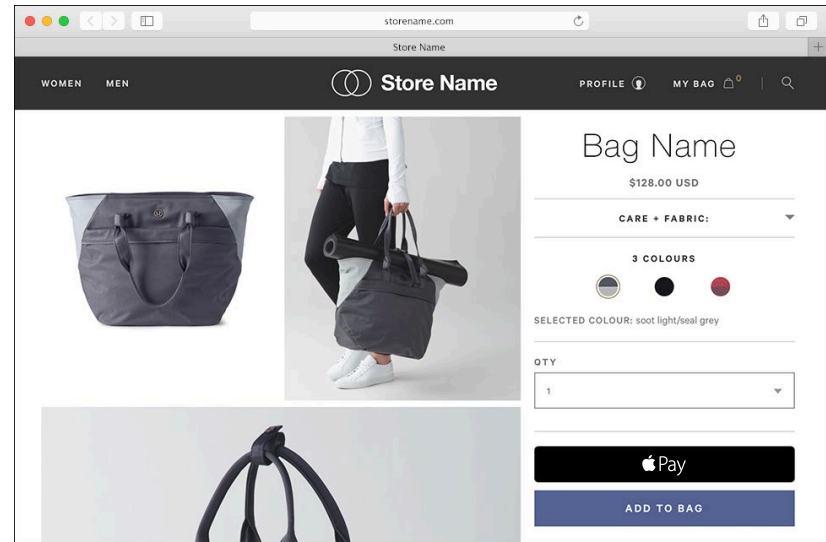 storename.com
Store Name
WOMEN MEN Store Name PROFILE MY BAG 0
Bag Name
$128.00 USD
CARE + FABRIC:
3 COLOURS
SELECTED COLOUR: soot light/seal grey
QTY
1
Pay
ADD TO BAG